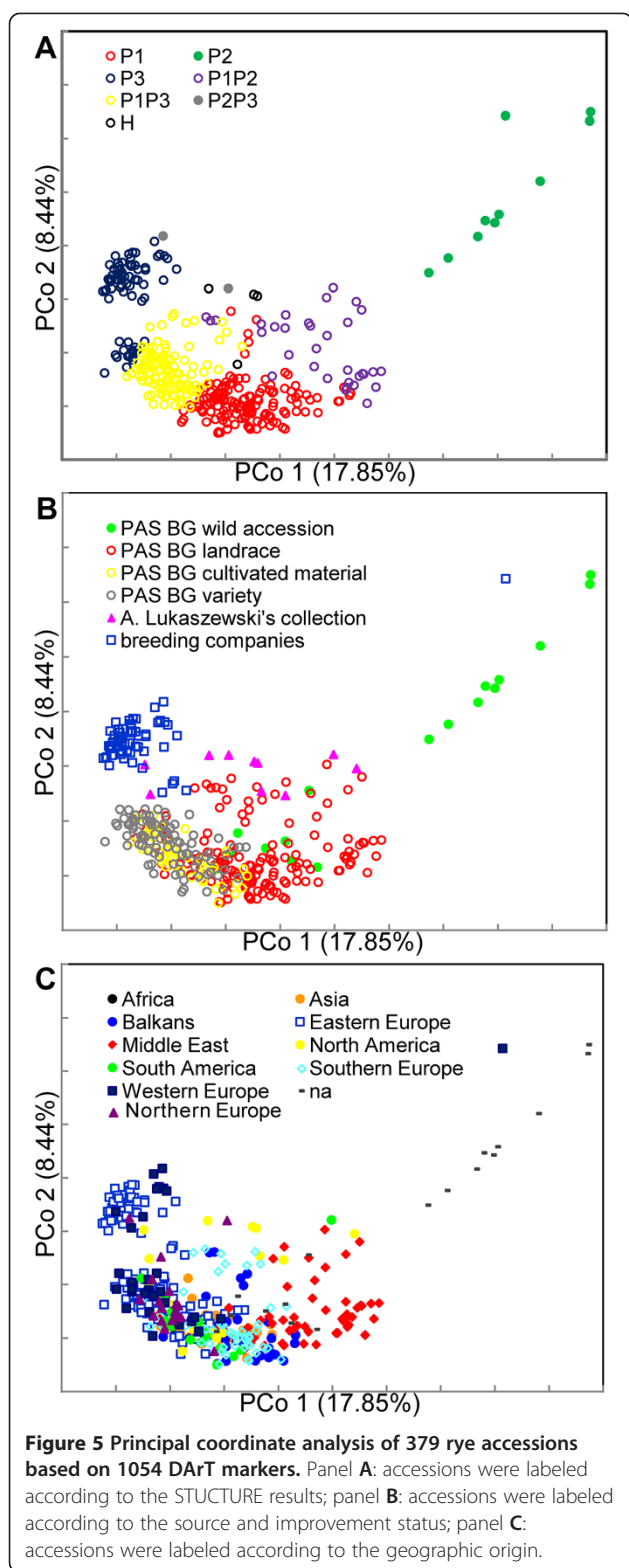 A
P1 P2
P3 P1P2
P1P3 P2P3
H
PCo 2 (8.44%)
PCo 1 (17.85%)
B
PAS BG wild accession
PAS BG landrace
PAS BG cultivated material
PAS BG variety
A. Lukaszewski's collection
breeding companies
PCo 2 (8.44%)
PCo 1 (17.85%)
C
Africa Asia
Balkans Eastern Europe
Middle East North America
South America Southern Europe
Western Europe na
Northern Europe
PCo 2 (8.44%)
PCo 1 (17.85%)
Figure 5 Principal coordinate analysis of 379 rye accessions
based on 1054 DArT markers. Panel A: accessions were labeled
according to the STUCTURE results; panel B: accessions were labeled
according to the source and improvement status; panel C:
accessions were labeled according to the geographic origin.